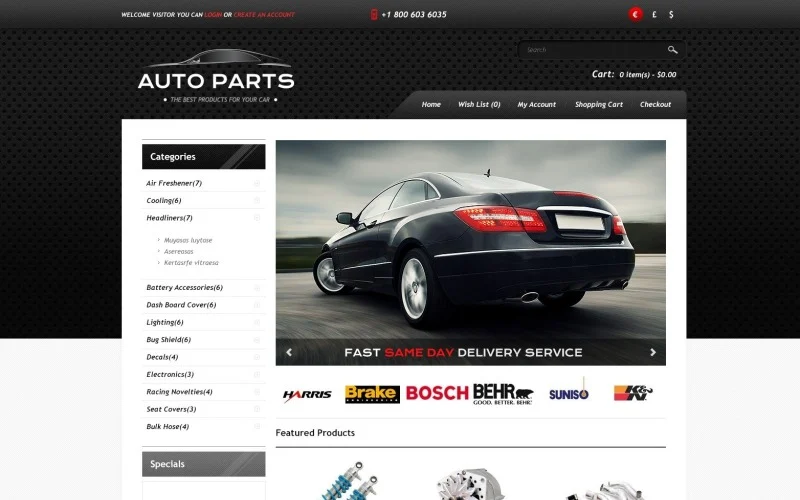 WELCOME VISITOR YOU CAN LOGIN OR CREATE AN ACCOUNT
+1 800 603 6035
€ £ $
Search
AUTO PARTS
• THE BEST PRODUCTS FOR YOUR CAR •
Cart: 0 item(s) - $0.00
Home Wish List (0) My Account Shopping Cart Checkout
Categories
Air Freshener(7)
Cooling(6)
Headliners(7)
Muyasas luytase
Asereosas
Kertasrfe vitraesa
Battery Accessories(6)
Dash Board Cover(6)
Lighting(6)
Bug Shield(6)
Decals(4)
Electronics(3)
Racing Novelties(4)
Seat Covers(3)
Bulk Hose(4)
Specials
FAST SAME DAY DELIVERY SERVICE
HARRIS
Brake
ENGINEERING
BOSCH
BEHR
GOOD. BETTER. BEHR.
SUNISO
K&N
Featured Products